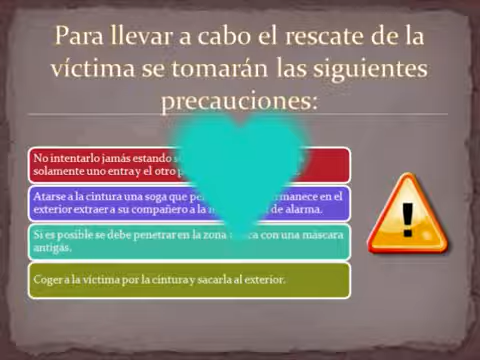 Para llevar a cabo el rescate de la
víctima se tomarán las siguientes
precauciones:
No intentarlo jamás estando
solamente uno entra y el otro
Atarse a la cintura una soga que en el
exterior extraer a su compañero a la de alarma.
Si es posible se debe penetrar en la zona con una máscara
antigás.
Coger a la víctima por la cintura y sacarla al exterior.